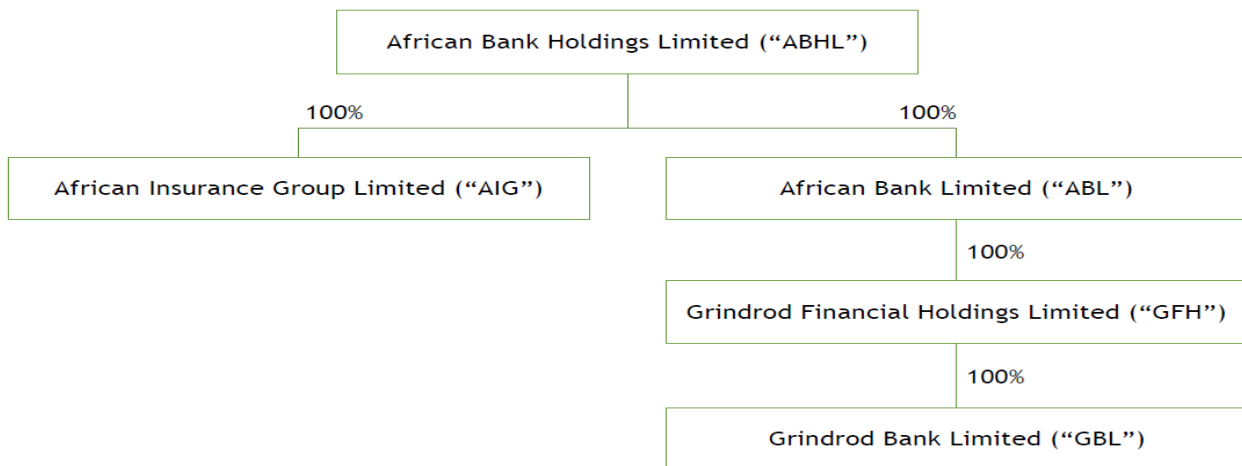 African Bank Holdings Limited (“ABHL”)
100%
100%
African Insurance Group Limited (“AIG”)
African Bank Limited (“ABL”)
100%
Grindrod Financial Holdings Limited (“GFH”)
100%
Grindrod Bank Limited (“GBL”)